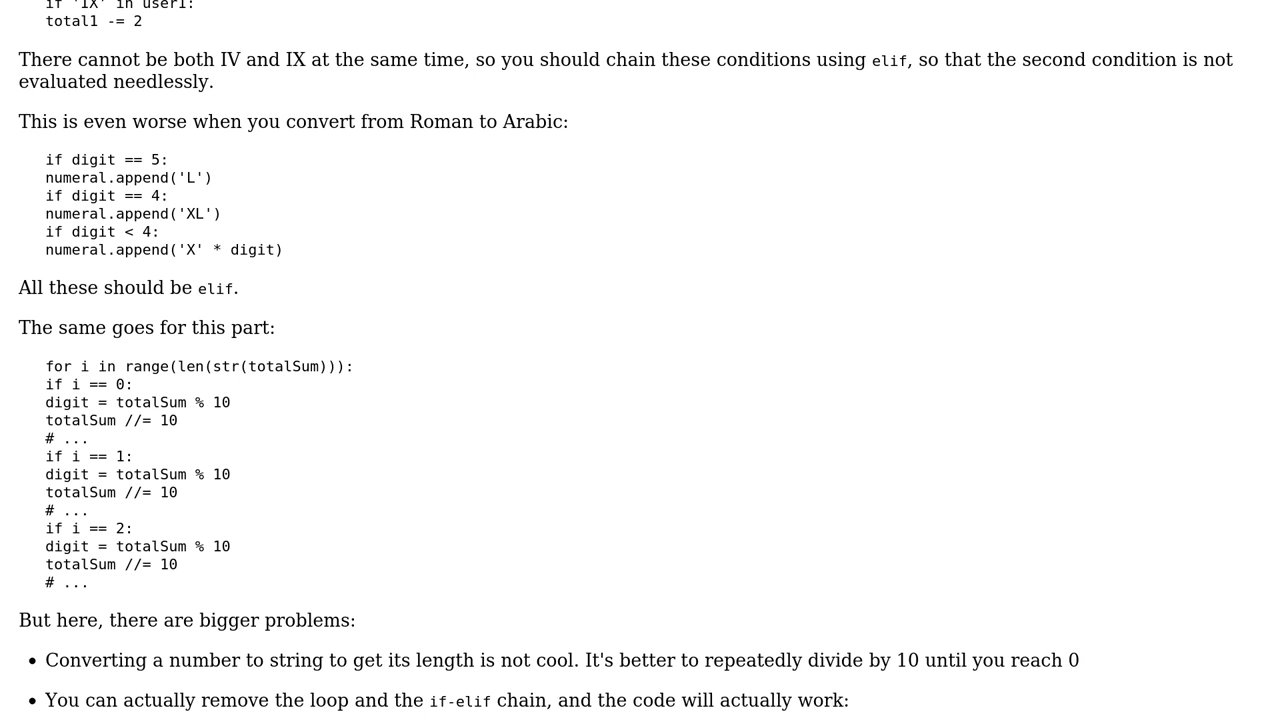 if 'IX' in user1:
total1 -= 2
There cannot be both IV and IX at the same time, so you should chain these conditions using elif, so that the second condition is not
evaluated needlessly.
This is even worse when you convert from Roman to Arabic:
if digit == 5:
numeral.append('L')
if digit == 4:
numeral.append('XL')
if digit < 4:
numeral.append('X' * digit)
All these should be elif.
The same goes for this part:
for i in range(len(str(totalSum))):
if i == 0:
digit = totalSum % 10
totalSum //= 10
# ...
if i == 1:
digit = totalSum % 10
totalSum //= 10
# ...
if i == 2:
digit = totalSum % 10
totalSum //= 10
# ...
But here, there are bigger problems:
• Converting a number to string to get its length is not cool. It's better to repeatedly divide by 10 until you reach 0
• You can actually remove the loop and the if-elif chain, and the code will actually work: